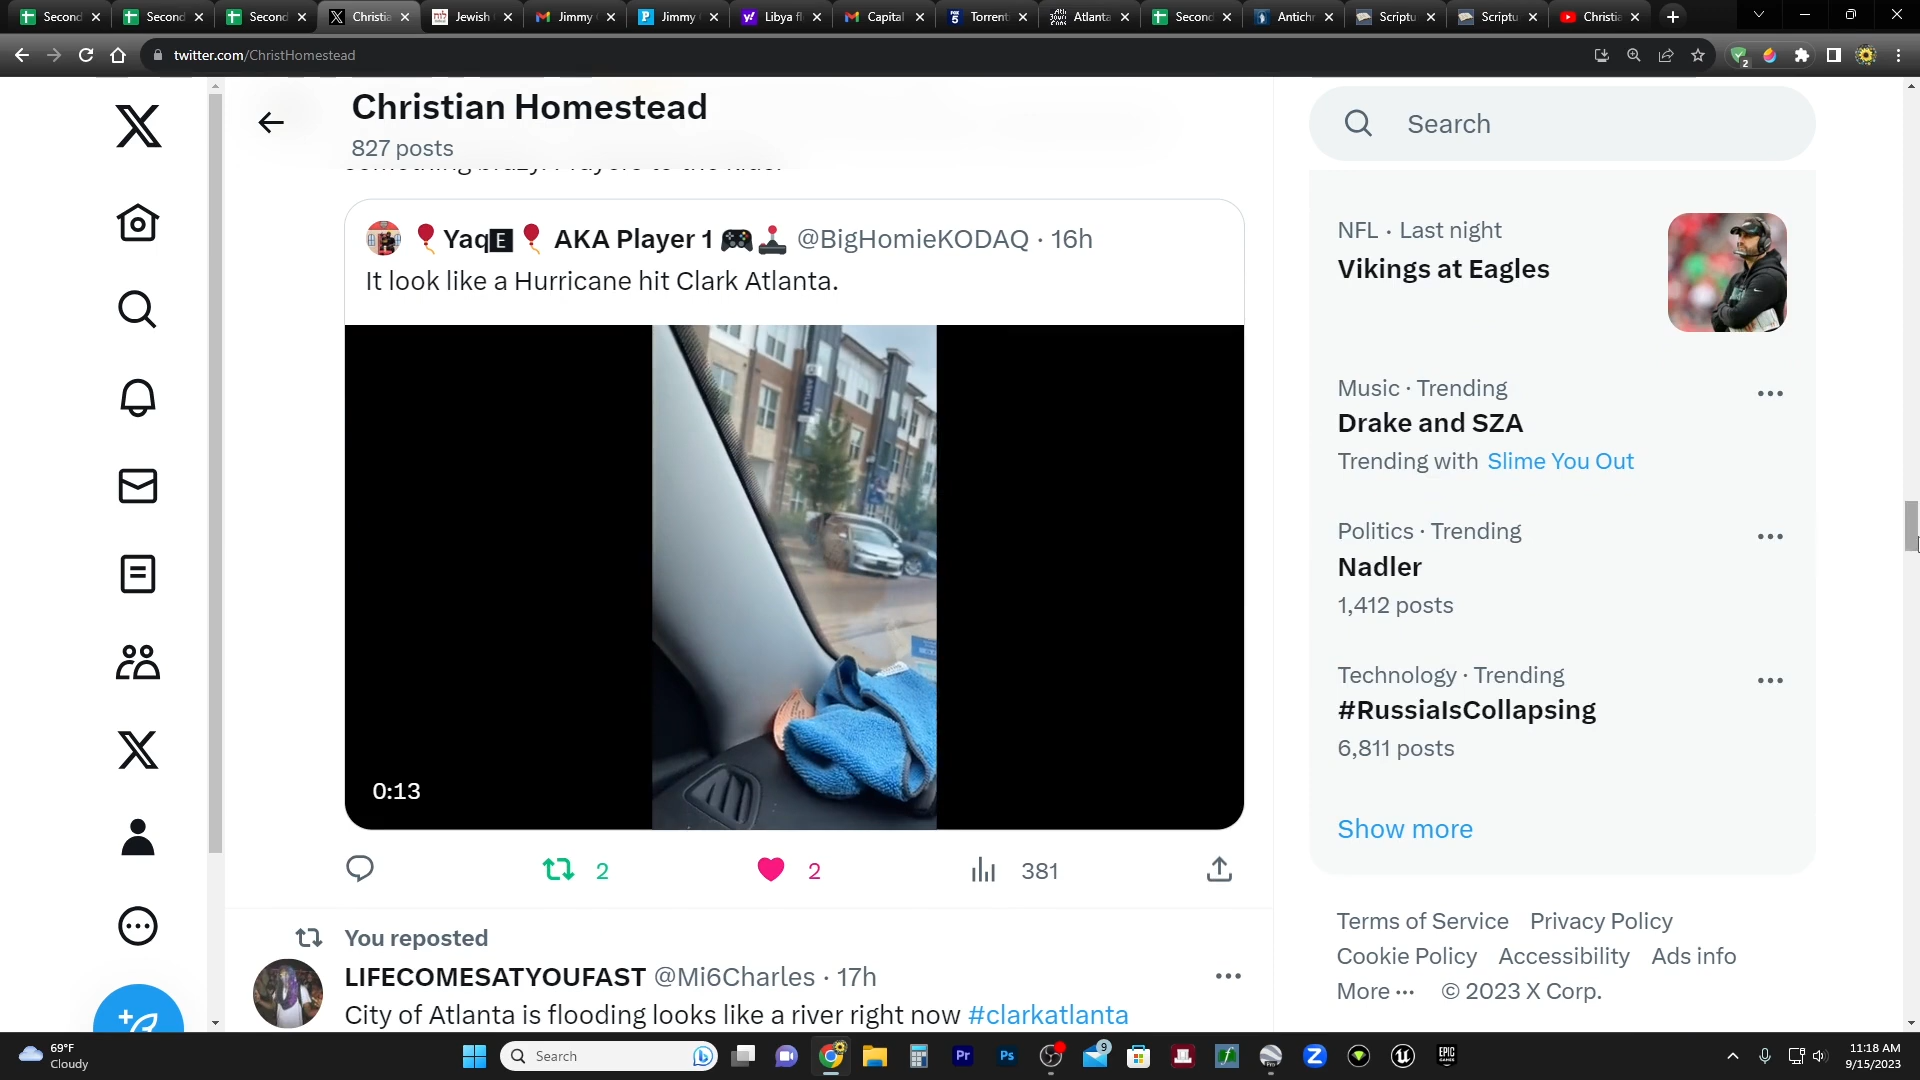 Second
Second
Second
Christia
Jewish
Jimmy
Jimmy
Libya fl
Capital
Torrent
Atlanta
Second
Antichr
Scriptu
Scriptu
Christia
twitter.com/ChristHomestead
Christian Homestead
827 posts
Yaq🅴 AKA Player 1 @BigHomieKODAQ · 16h
It look like a Hurricane hit Clark Atlanta.
0:13
2
2
381
You reposted
LIFECOMESATYOUFAST @Mi6Charles · 17h
City of Atlanta is flooding looks like a river right now #clarkatlanta
Search
NFL · Last night
Vikings at Eagles
Music · Trending
Drake and SZA
Trending with Slime You Out
Politics · Trending
Nadler
1,412 posts
Technology · Trending
#RussiaIsCollapsing
6,811 posts
Show more
Terms of Service Privacy Policy
Cookie Policy Accessibility Ads info
More ··· © 2023 X Corp.
69°F
Cloudy
Search
11:18 AM
9/15/2023